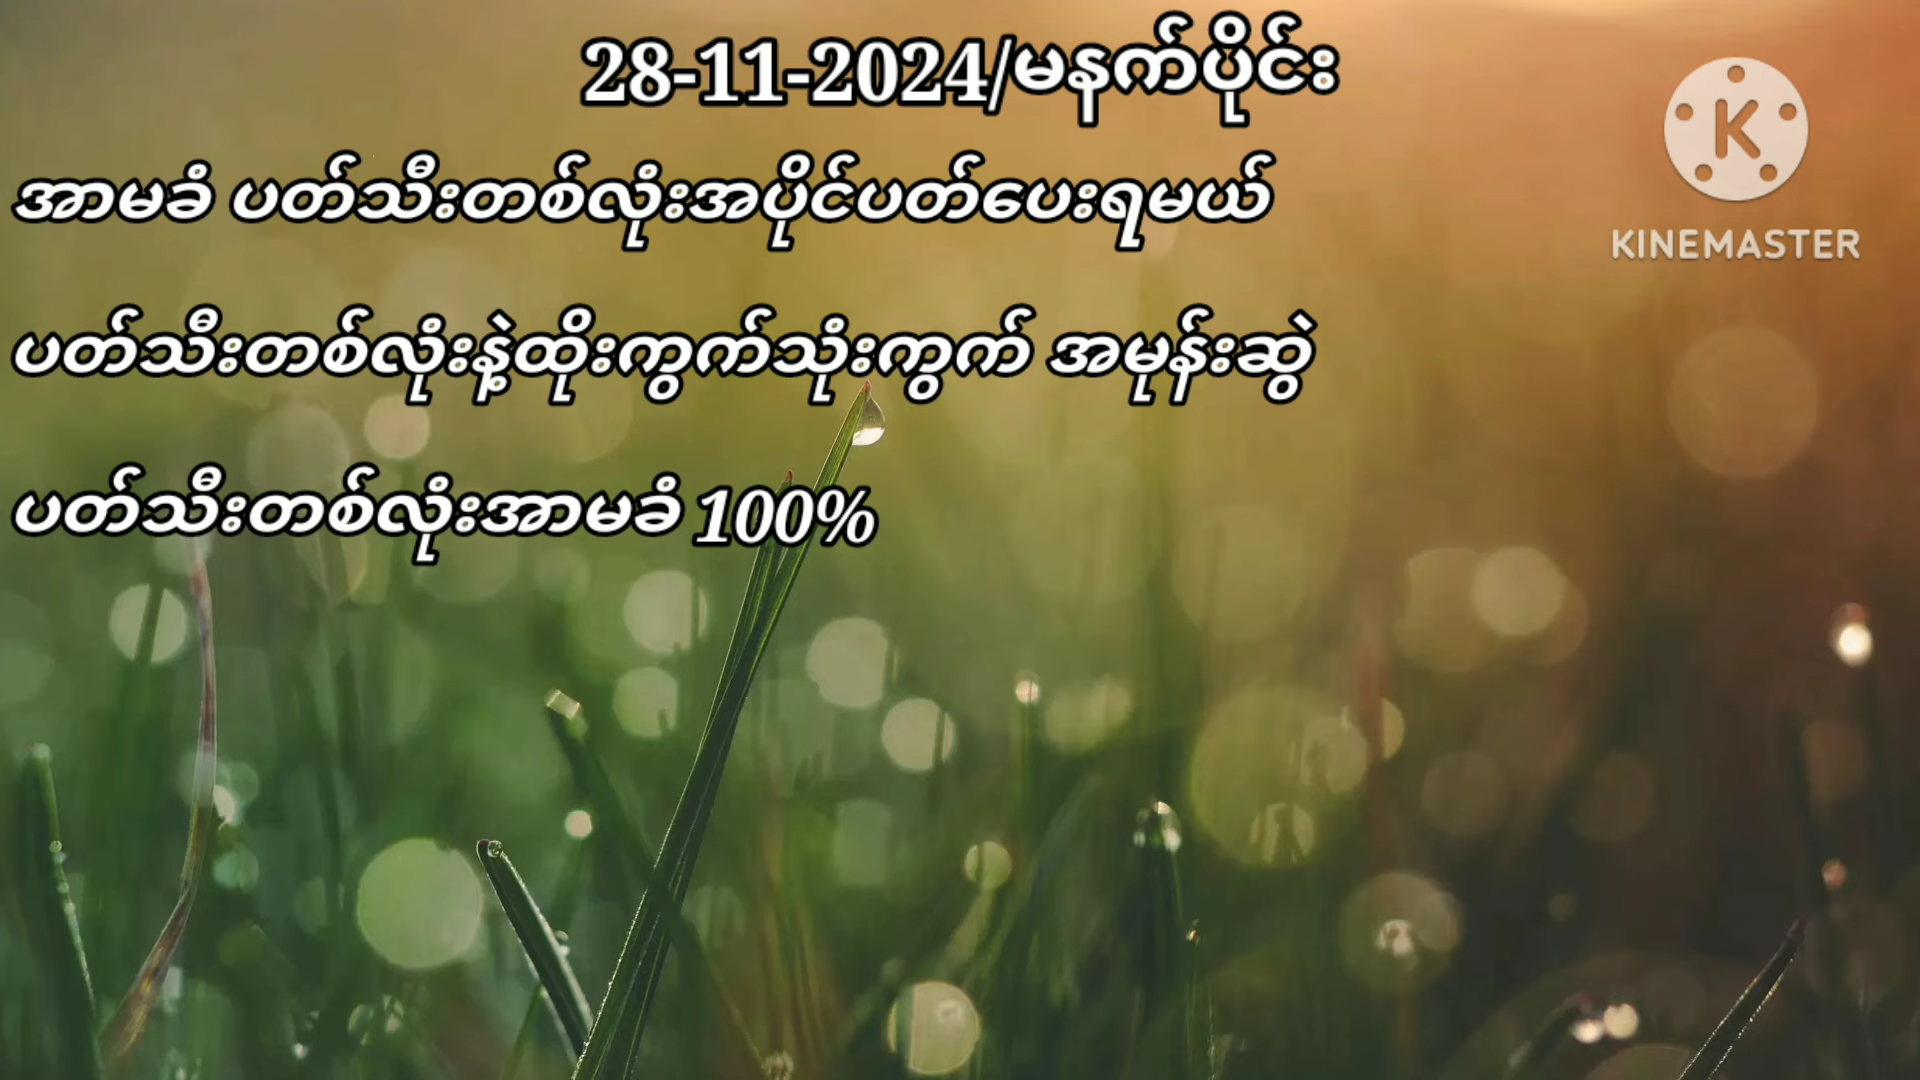 28-11-2024/မနက်ပိုင်း
KINEMASTER
အာမခံ ပတ်သီးတစ်လုံးအပိုင်ပတ်ပေးရမယ်
ပတ်သီးတစ်လုံးနဲ့ထိုးကွက်သုံးကွက် အမုန်းဆွဲ
ပတ်သီးတစ်လုံးအာမခံ 100%